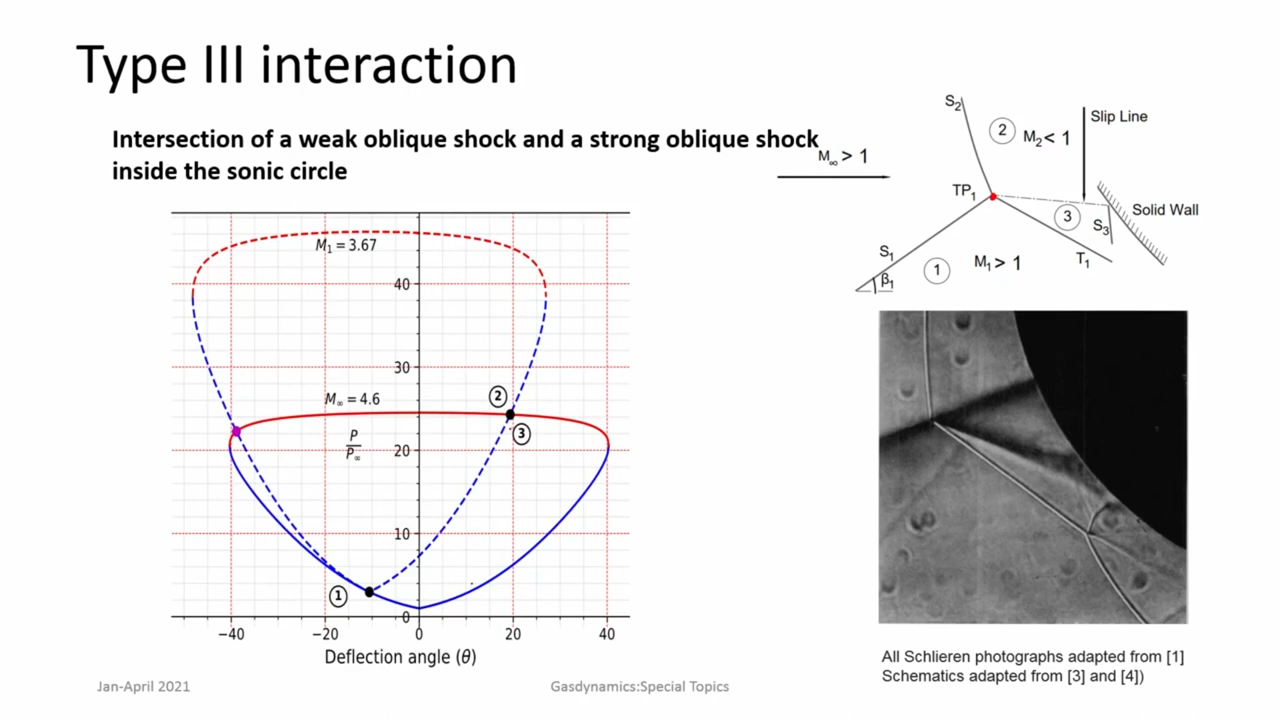 Type III interaction
Intersection of a weak oblique shock and a strong oblique shock
inside the sonic circle
M∞ > 1
S2
2
M2 < 1
Slip Line
TP1
3
S3
Solid Wall
S1
β1
1
M1 > 1
T1
M1 = 3.67
40
30
M∞ = 4.6
2
P
P∞
3
20
10
1
0
−40
−20
0
20
40
Deflection angle (θ)
All Schlieren photographs adapted from [1]
Schematics adapted from [3] and [4])
Jan-April 2021
Gasdynamics:Special Topics